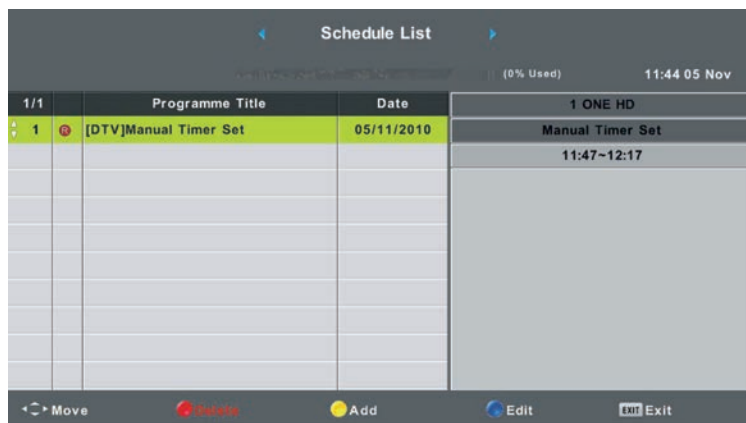 Schedule List
(0% Used) 11:44 05 Nov
1/1 Programme Title Date 1 ONE HD
1 R [DTV]Manual Timer Set 05/11/2010 Manual Timer Set
11:47~12:17
Move Delete Add Edit EXIT Exit